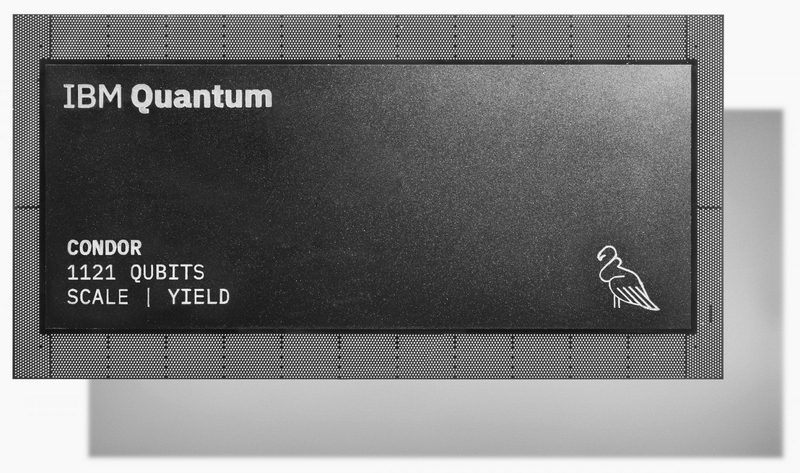 IBM Quantum
CONDOR
1121 QUBITS
SCALE | YIELD